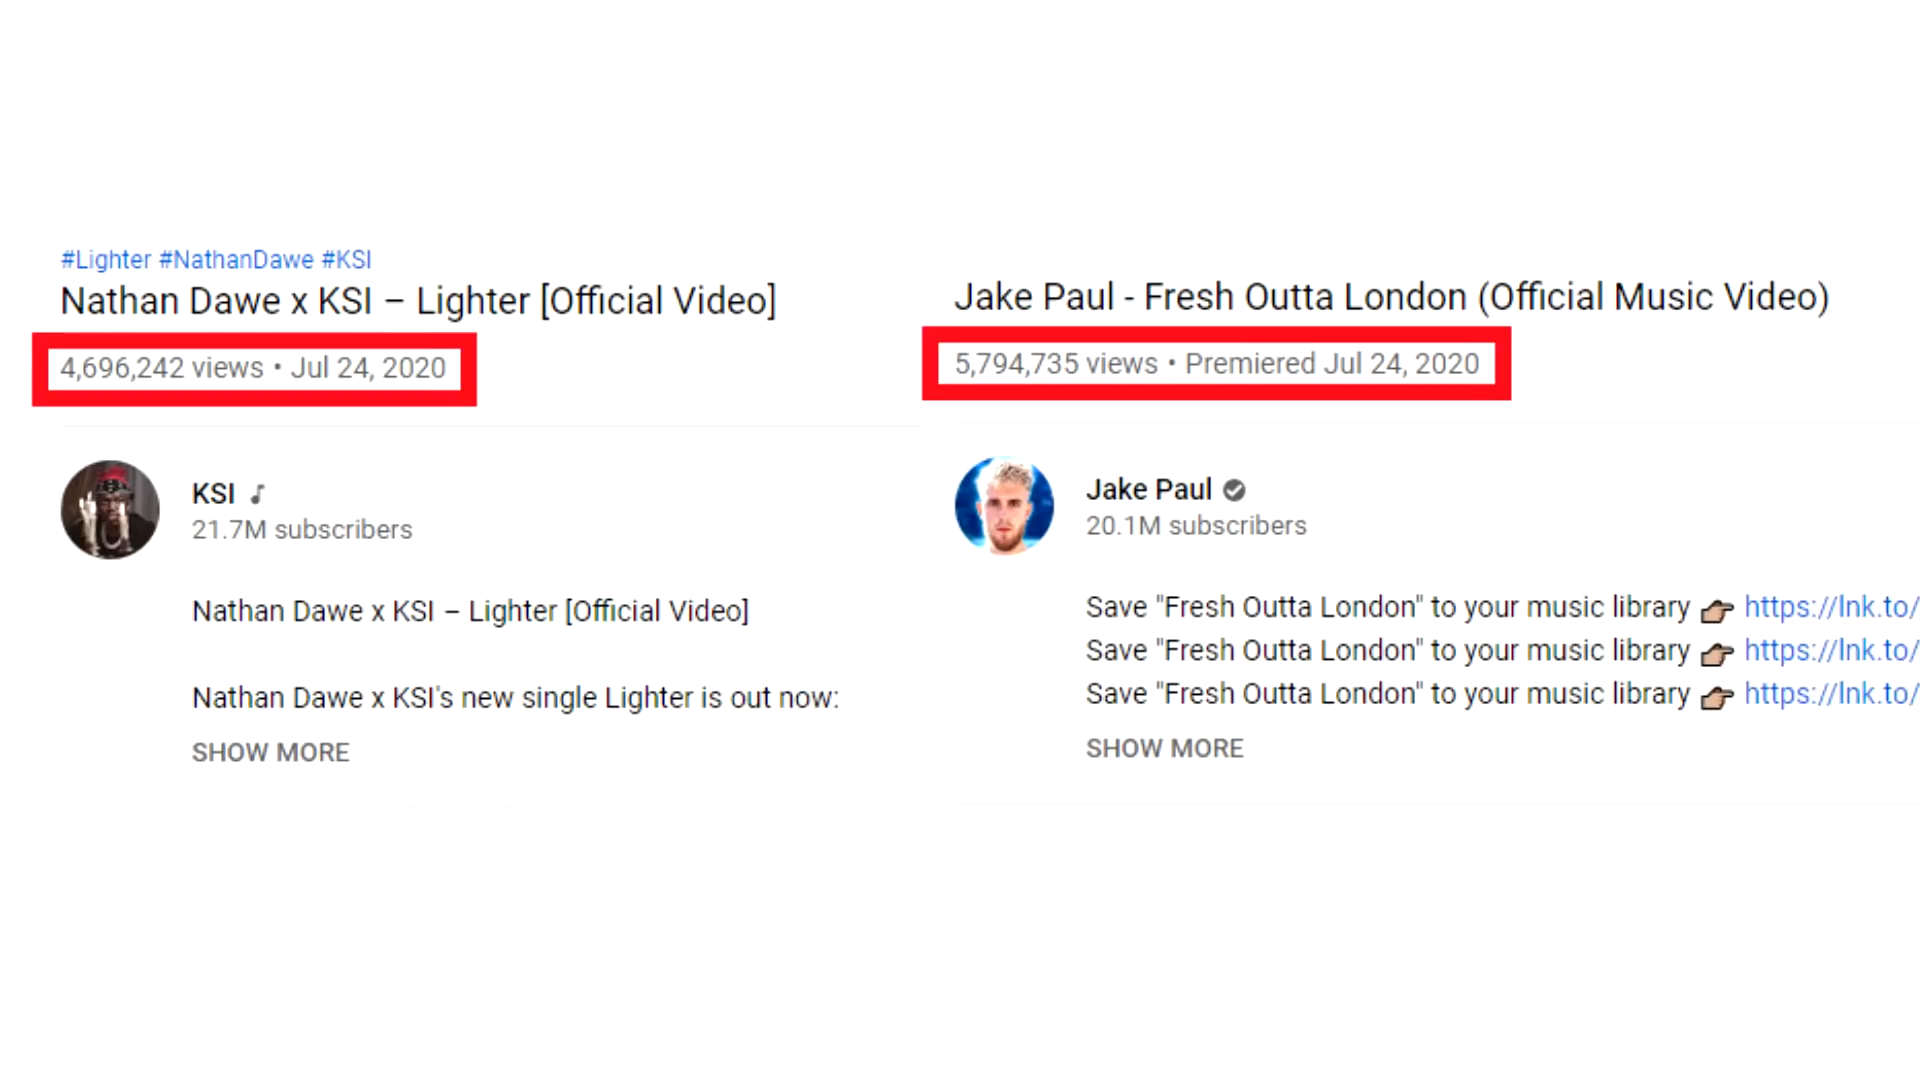 #Lighter #NathanDawe #KSI
Nathan Dawe x KSI – Lighter [Official Video]
4,696,242 views • Jul 24, 2020
KSI
21.7M subscribers
Nathan Dawe x KSI – Lighter [Official Video]
Nathan Dawe x KSI's new single Lighter is out now:
SHOW MORE
Jake Paul - Fresh Outta London (Official Music Video)
5,794,735 views • Premiered Jul 24, 2020
Jake Paul
20.1M subscribers
Save "Fresh Outta London" to your music library 👉 https://lnk.to/
Save "Fresh Outta London" to your music library 👉 https://lnk.to/
Save "Fresh Outta London" to your music library 👉 https://lnk.to/
SHOW MORE